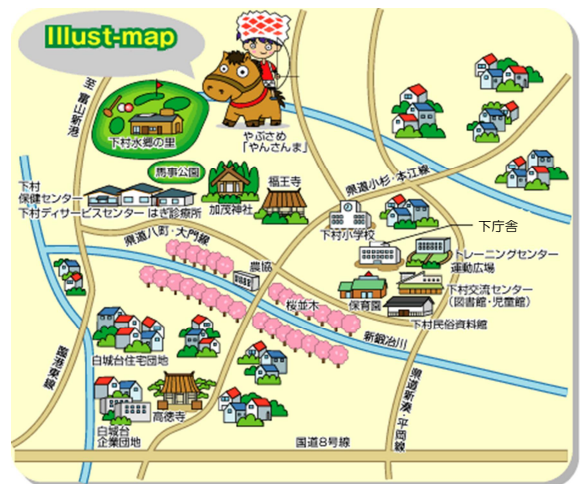 Illust-map
至富山新港
やぶさめ
「やんさんま」
下村水郷の里
馬事公園
福王寺
県道小杉・本江線
下村
保健センター
下村デイサービスセンター
はぎ診療所
加茂神社
下村小学校
下庁舎
トレーニングセンター
運動広場
県道八町・大門線
農協
保育園
下村交流センター
(図書館・児童館)
桜並木
下村民俗資料館
新鍛冶川
臨港東線
白城台住宅団地
県道新湊・平岡線
高徳寺
白城台
企業団地
国道8号線